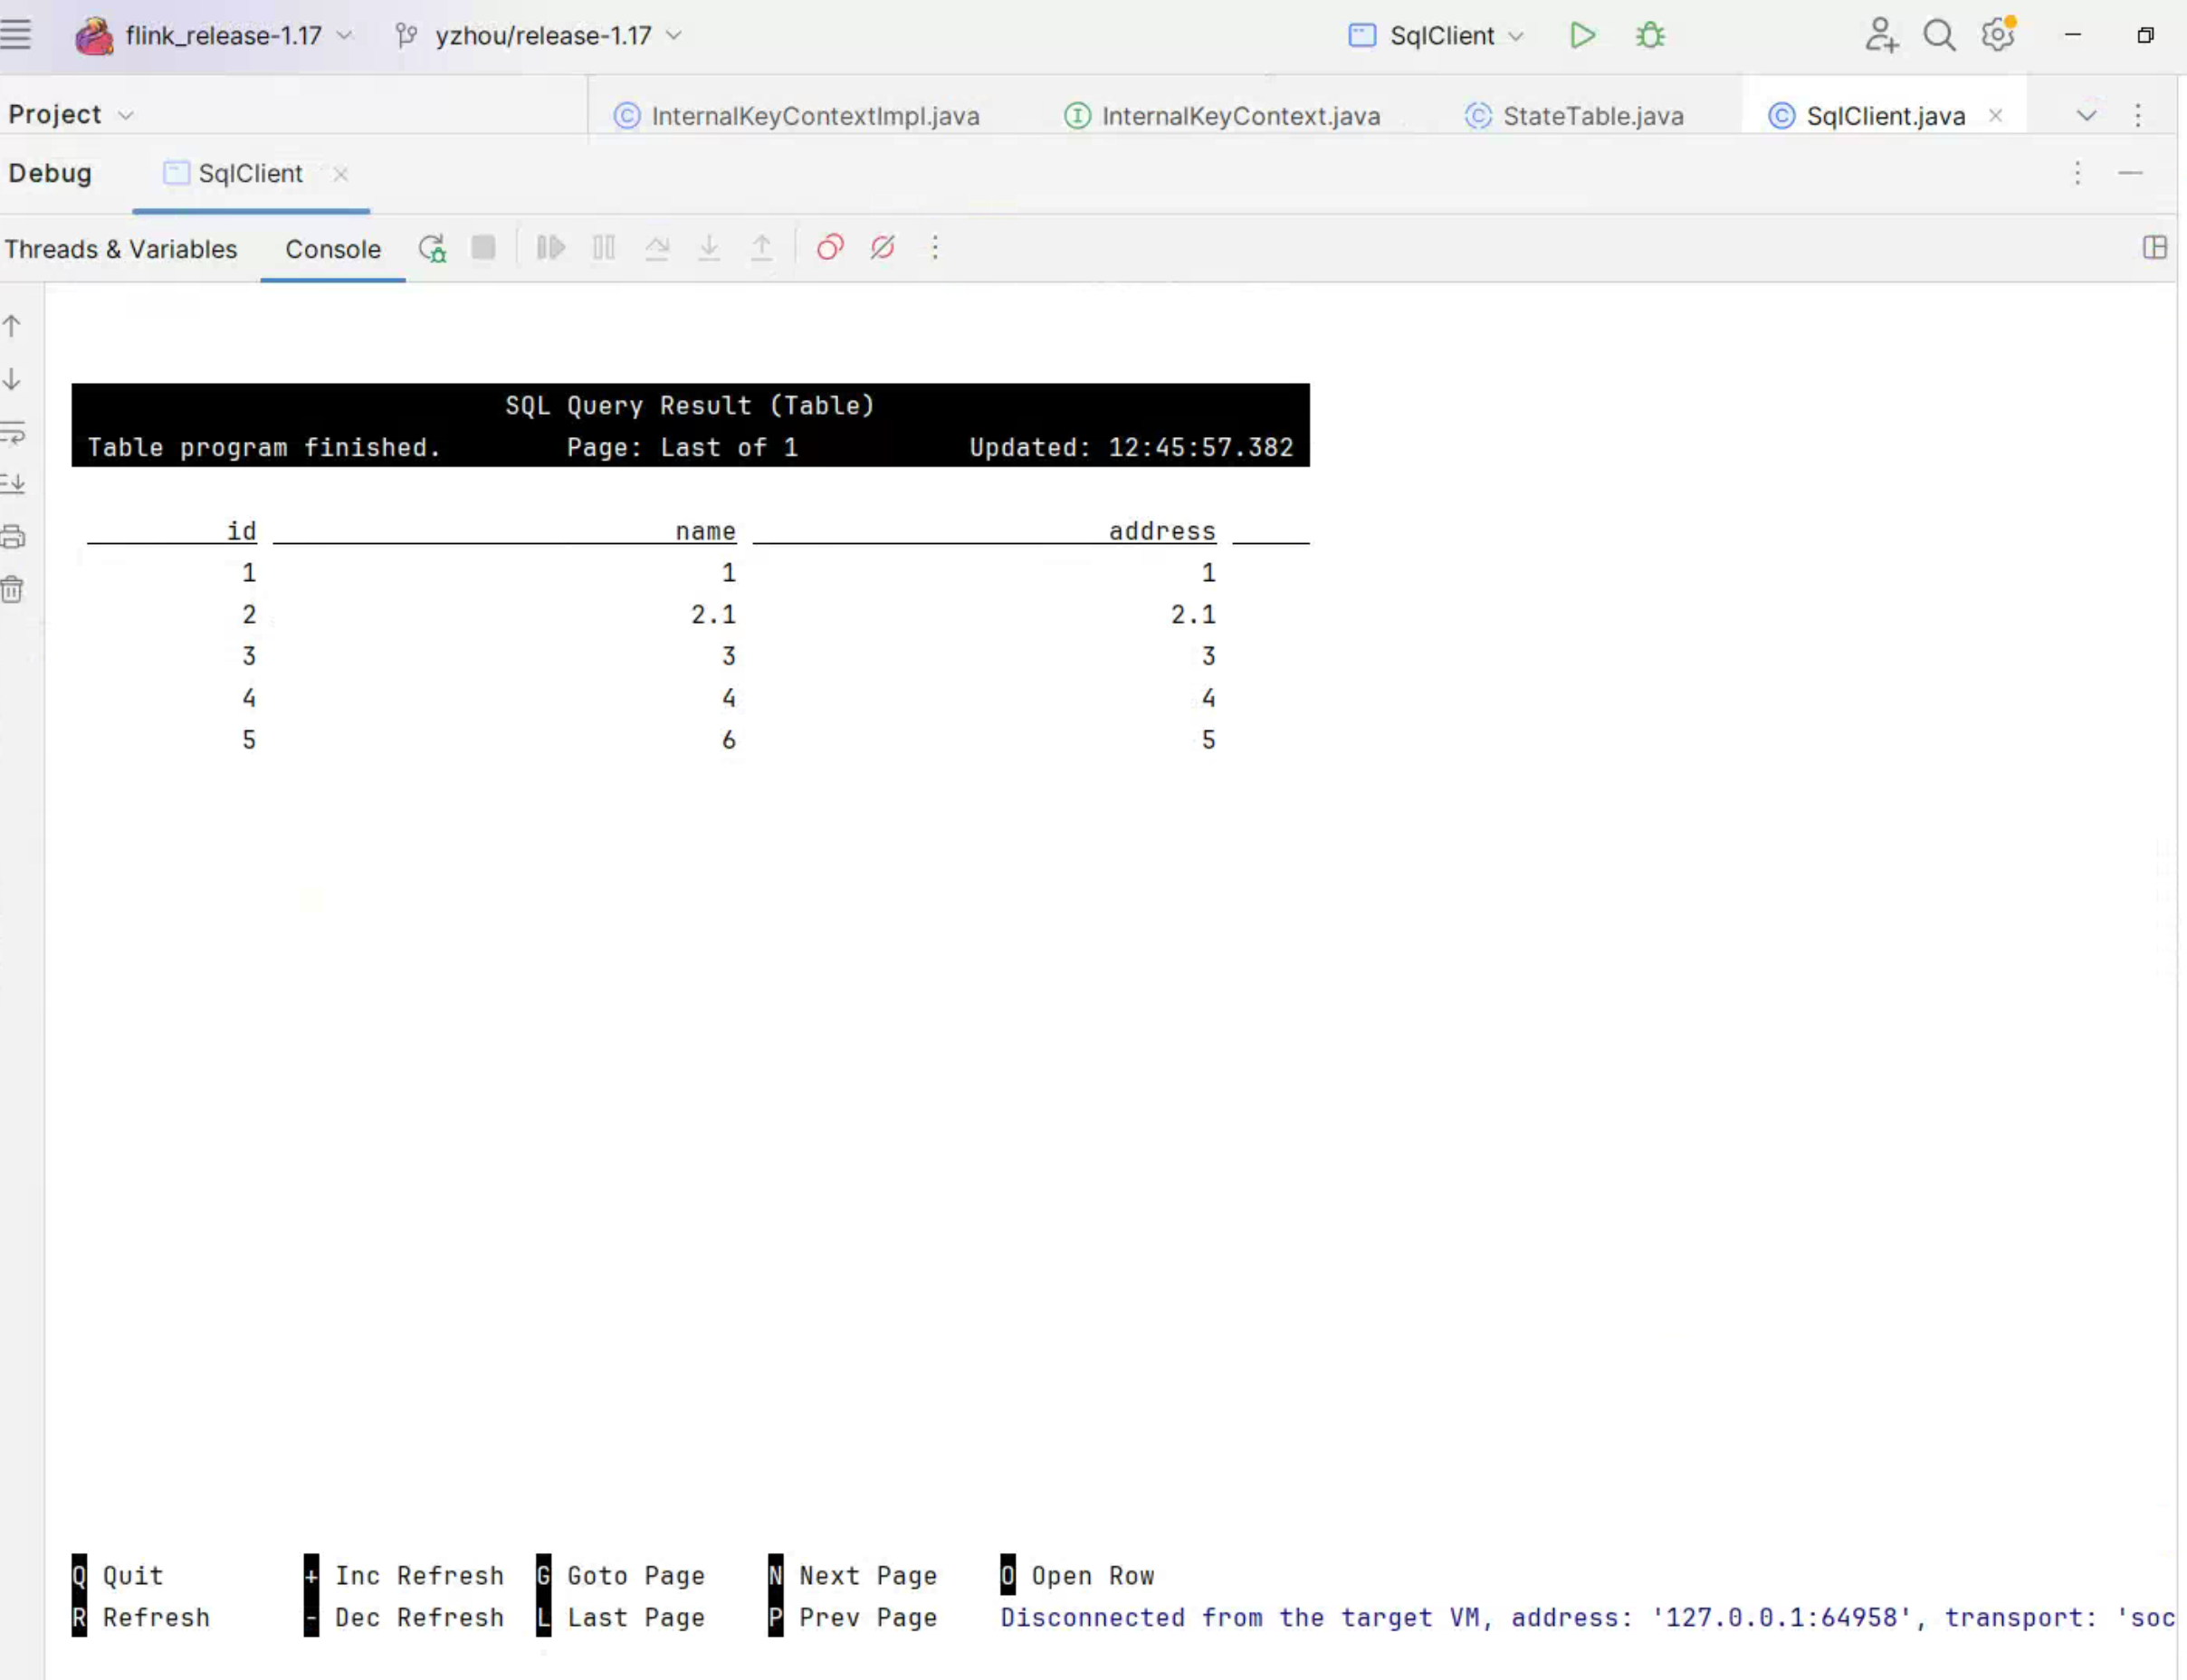 flink_release-1.17 yzhou/release-1.17 SqlClient
Project InternalKeyContextImpl.java InternalKeyContext.java StateTable.java SqlClient.java
Debug SqlClient
Threads & Variables Console
SQL Query Result (Table)
Table program finished. Page: Last of 1 Updated: 12:45:57.382
id name address
1 1 1
2 2.1 2.1
3 3 3
4 4 4
5 6 5
Q Quit + Inc Refresh G Goto Page N Next Page O Open Row
R Refresh - Dec Refresh L Last Page P Prev Page Disconnected from the target VM, address: '127.0.0.1:64958', transport: 'soc